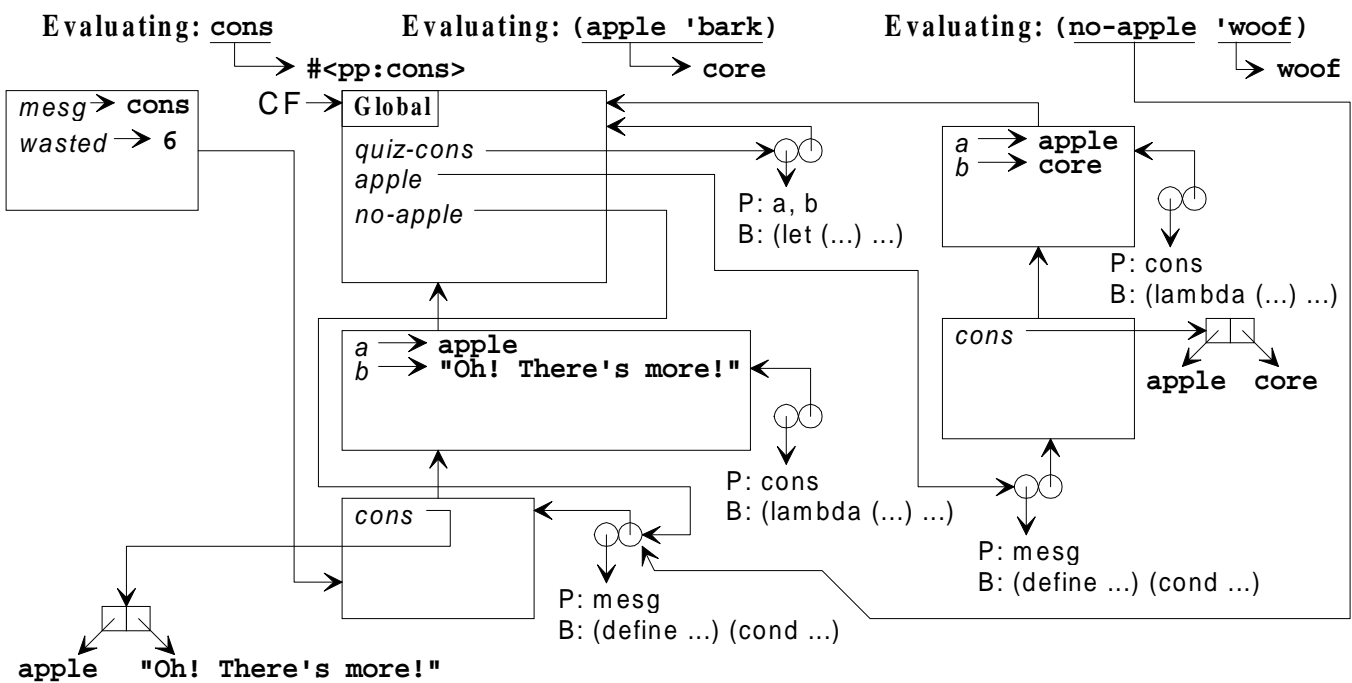 Evaluating: cons
#<pp:cons>
Evaluating: (apple 'bark)
core
Evaluating: (no-apple 'woof)
woof
mesg cons
wasted 6
CF
Global
quiz-cons
apple
no-apple
P: a, b
B: (let (...) ...)
a apple
b core
P: cons
B: (lambda (...) ...)
a apple
b "Oh! There's more!"
P: cons
B: (lambda (...) ...)
cons
apple core
cons
P: mesg
B: (define ...) (cond ...)
P: mesg
B: (define ...) (cond ...)
apple "Oh! There's more!"